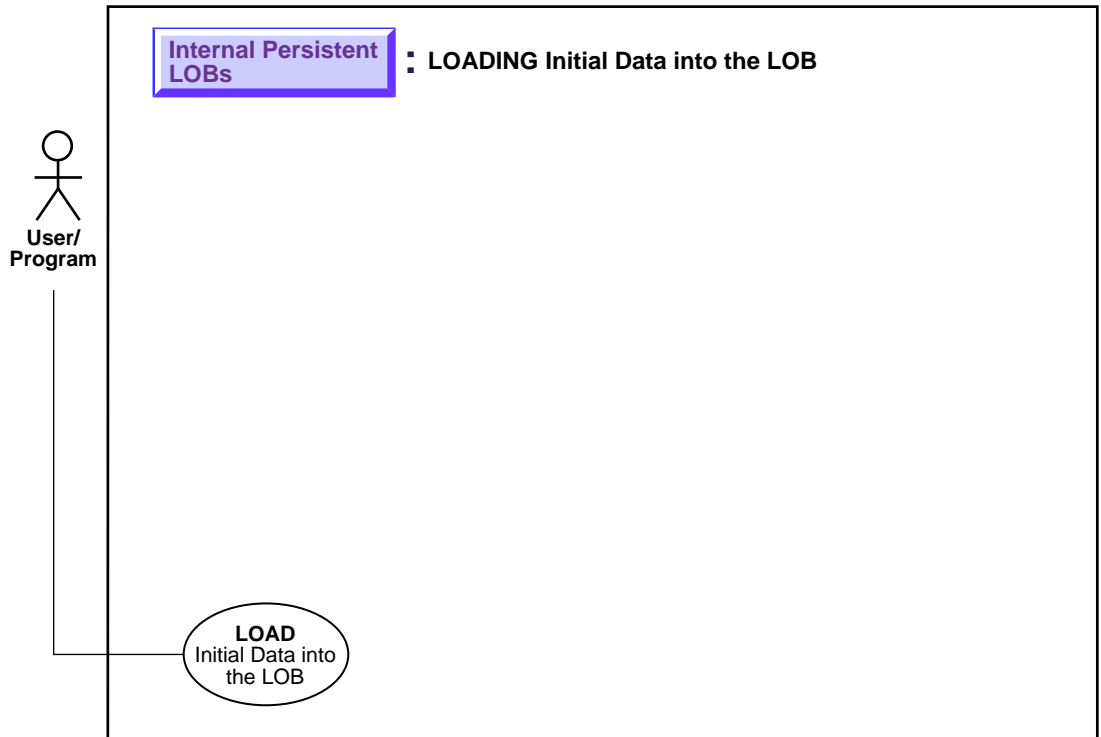 Internal Persistent
LOBs
: LOADING Initial Data into the LOB
User/
Program
LOAD
Initial Data into
the LOB